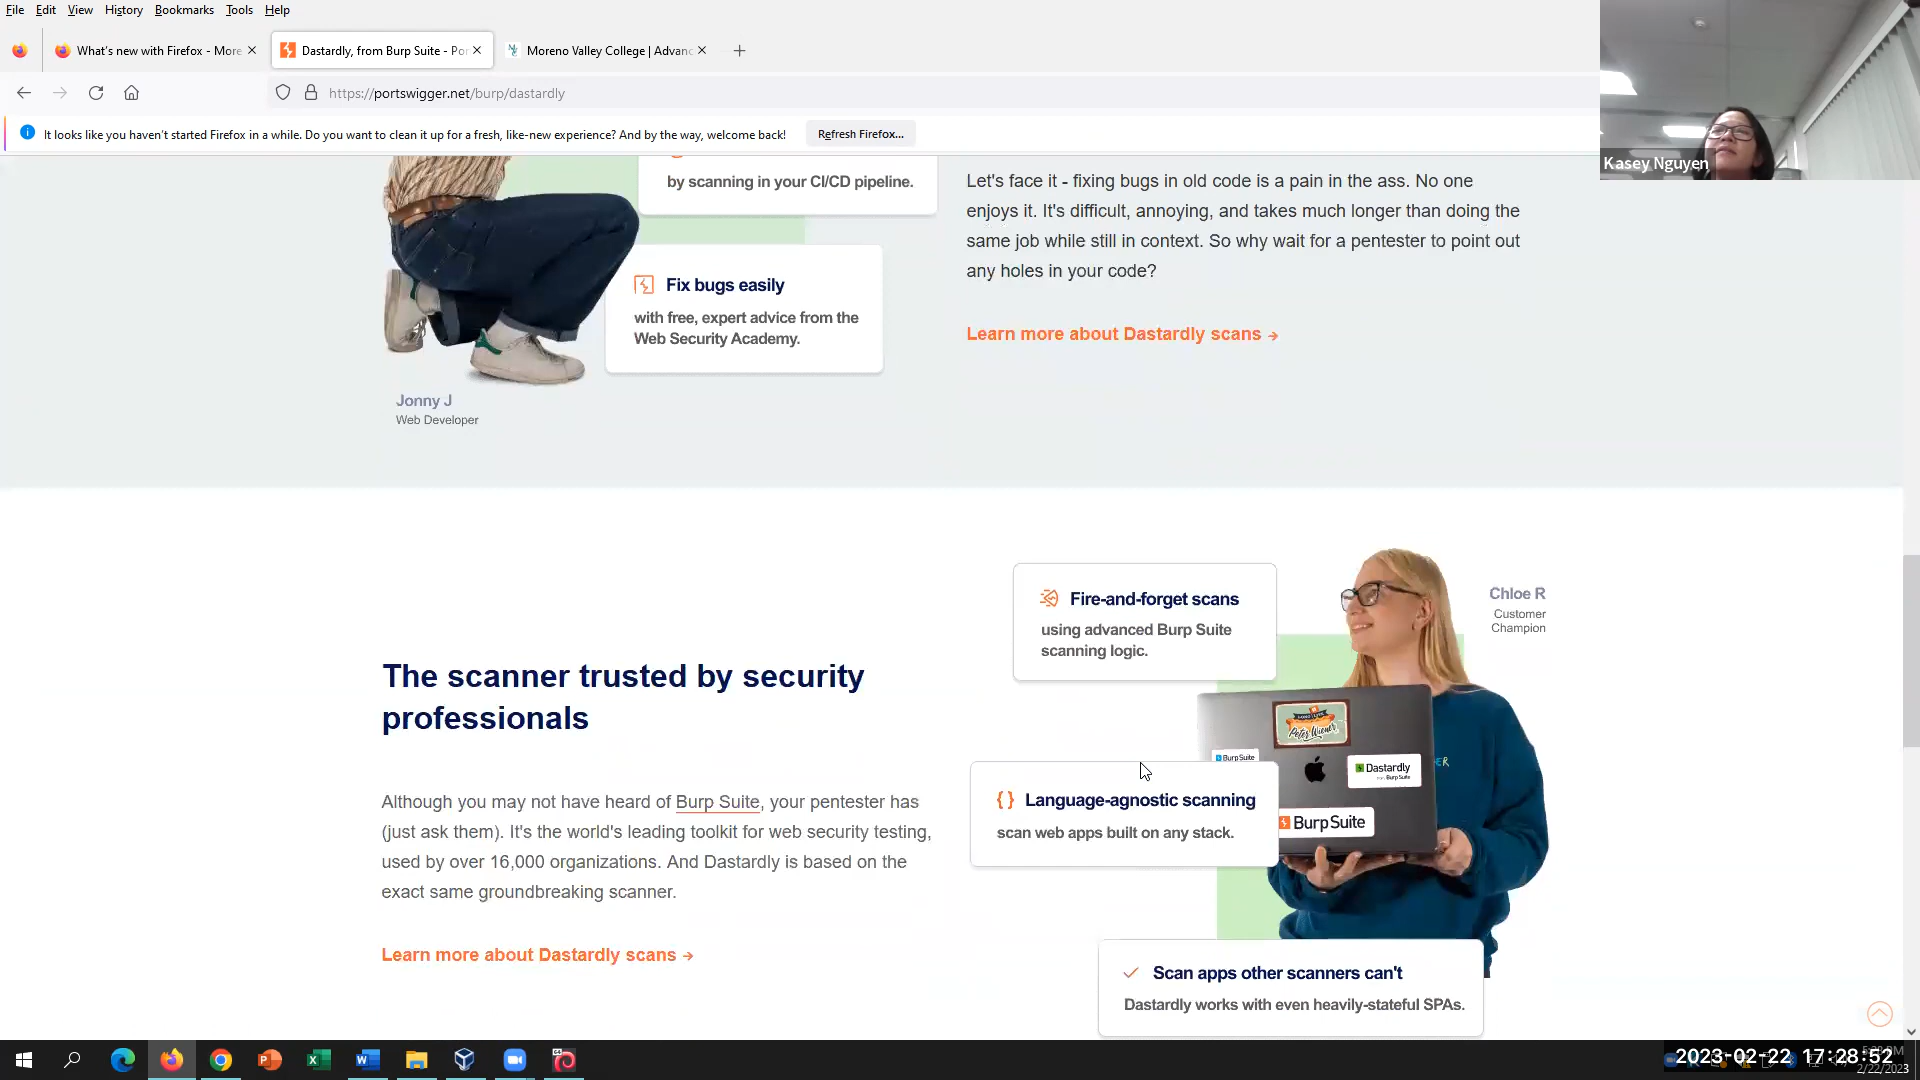 File Edit View History Bookmarks Tools Help
What's new with Firefox - More
Dastardly, from Burp Suite - Por
Moreno Valley College | Advanc
https://portswigger.net/burp/dastardly
It looks like you haven't started Firefox in a while. Do you want to clean it up for a fresh, like-new experience? And by the way, welcome back!
Refresh Firefox...
Kasey Nguyen
by scanning in your CI/CD pipeline.
Let's face it - fixing bugs in old code is a pain in the ass. No one
enjoys it. It's difficult, annoying, and takes much longer than doing the
same job while still in context. So why wait for a pentester to point out
any holes in your code?
Fix bugs easily
with free, expert advice from the
Web Security Academy.
Learn more about Dastardly scans →
Jonny J
Web Developer
Fire-and-forget scans
using advanced Burp Suite
scanning logic.
Chloe R
Customer
Champion
The scanner trusted by security
professionals
Peter Wiener
Burp Suite
Dastardly
Burp Suite
Language-agnostic scanning
scan web apps built on any stack.
Although you may not have heard of Burp Suite, your pentester has
(just ask them). It's the world's leading toolkit for web security testing,
used by over 16,000 organizations. And Dastardly is based on the
exact same groundbreaking scanner.
Learn more about Dastardly scans →
Scan apps other scanners can't
Dastardly works with even heavily-stateful SPAs.
2023-02-22 17:28:52
2/22/2023